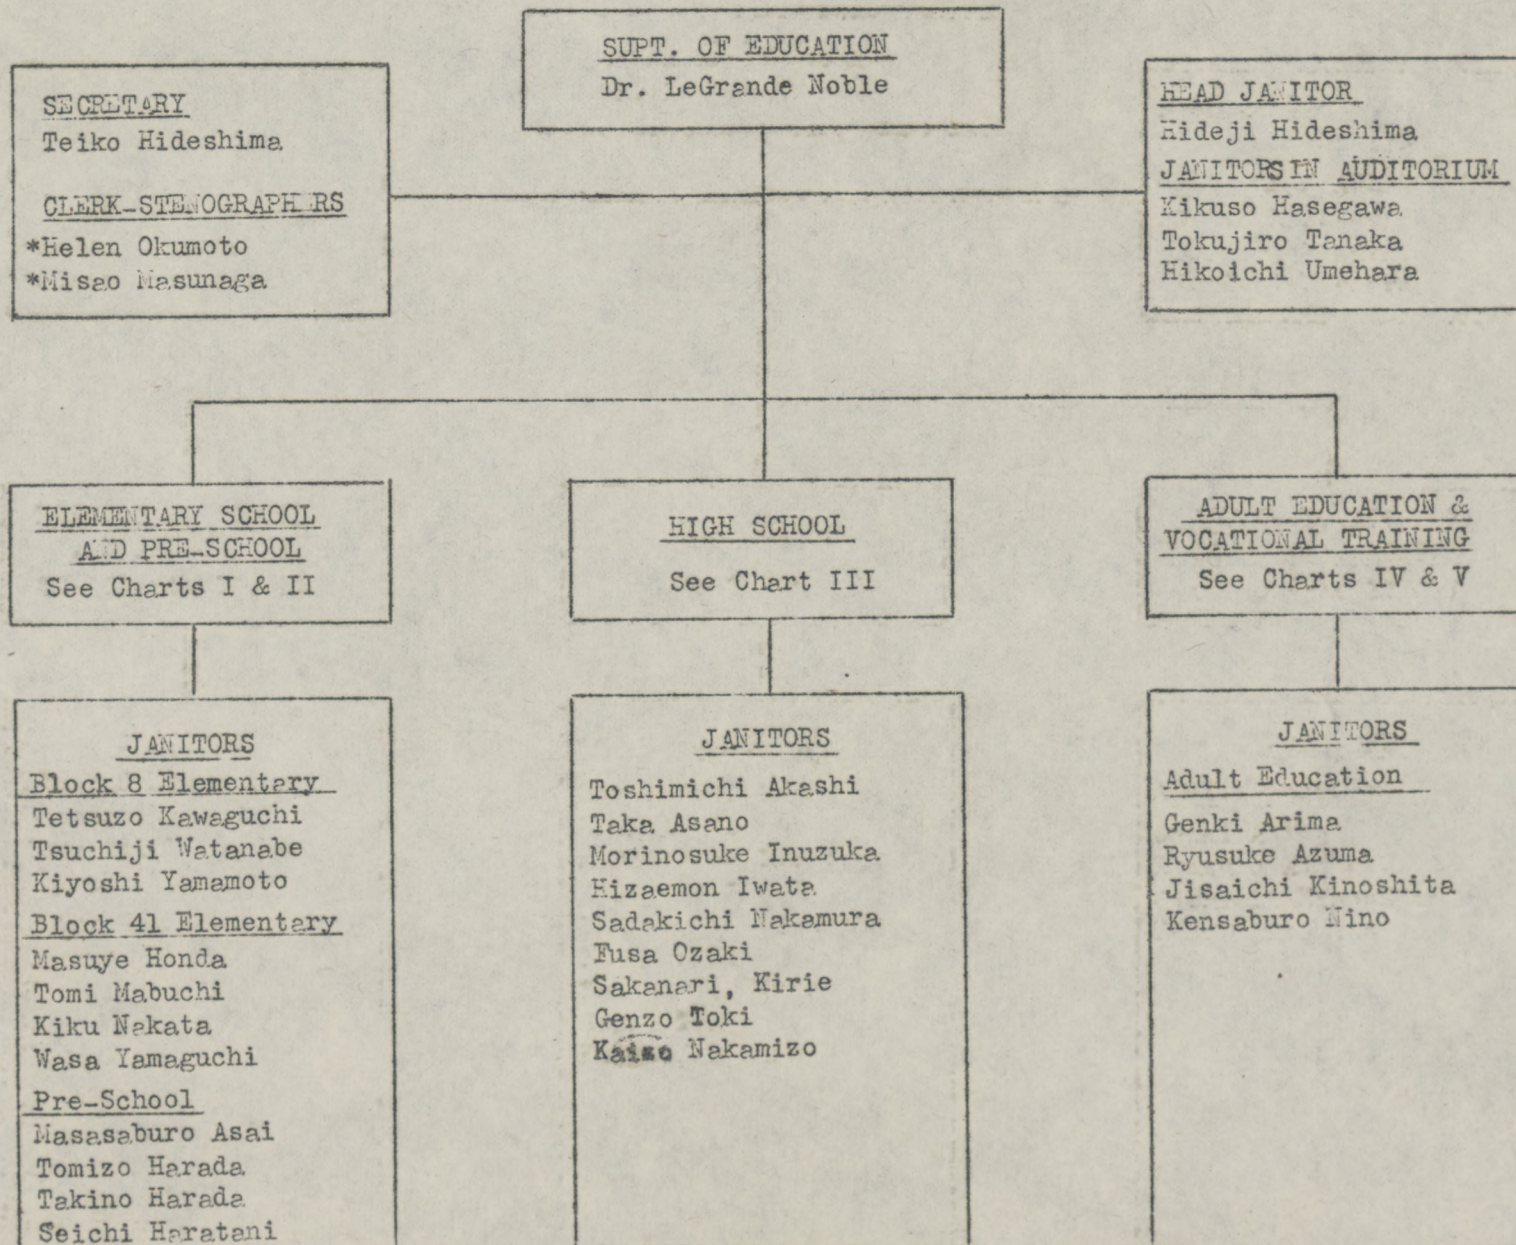 SUPT. OF EDUCATION
Dr. LeGrande Noble
SECRETARY
Teiko Hideshima
CLERK-STENOGRAPHERS
*Helen Okumoto
*Misao Masunaga
HEAD JANITOR
Hideji Hideshima
JANITORS IN AUDITORIUM
Kikuso Hasegawa
Tokujiro Tanaka
Hikoichi Umehara
ELEMENTARY SCHOOL
AND PRE-SCHOOL
See Charts I & II
HIGH SCHOOL
See Chart III
ADULT EDUCATION &
VOCATIONAL TRAINING
See Charts IV & V
JANITORS
Block 8 Elementary
Tetsuzo Kawaguchi
Tsuchiji Watanabe
Kiyoshi Yamamoto
Block 41 Elementary
Masuye Honda
Tomi Mabuchi
Kiku Nakata
Wasa Yamaguchi
Pre-School
Masasaburo Asai
Tomizo Harada
Takino Harada
Seichi Haratani
JANITORS
Toshimichi Akashi
Taka Asano
Morinosuke Inuzuka
Hizaemon Iwata
Sadakichi Nakamura
Fusa Ozaki
Sakanari, Kirie
Genzo Toki
Nakamizo
JANITORS
Adult Education
Genki Arima
Ryusuke Azuma
Jisaichi Kinoshita
Kensaburo Nino